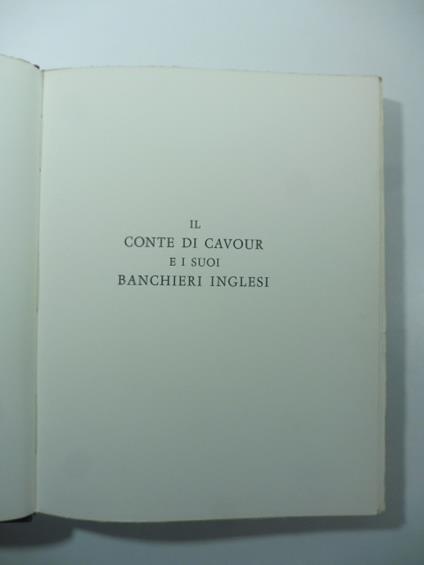 IL
CONTE DI CAVOUR
E I SUOI
BANCHIERI INGLESI